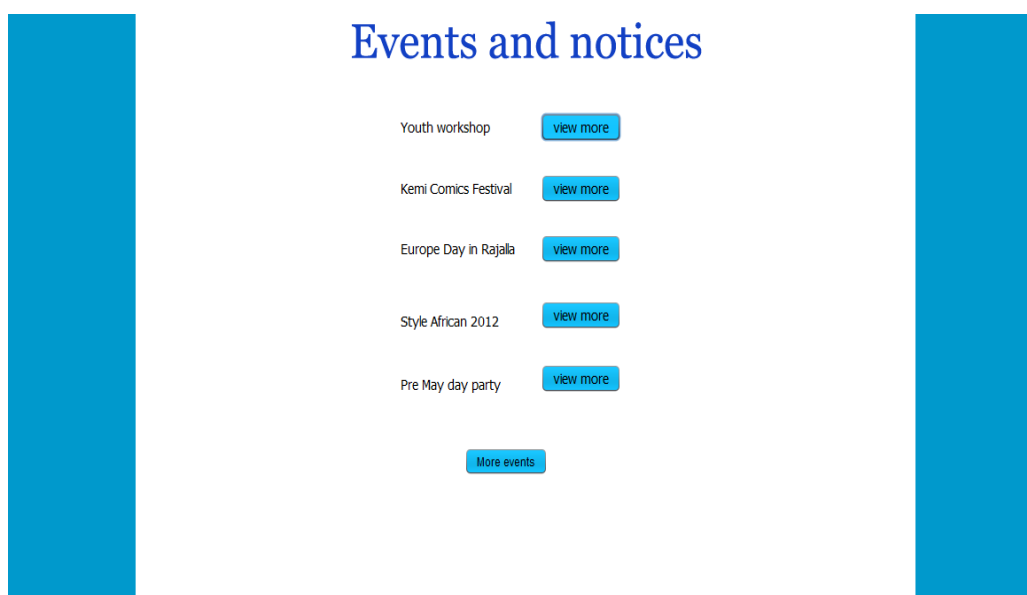 Events and notices
Youth workshop view more
Kemi Comics Festival view more
Europe Day in Rajalla view more
Style African 2012 view more
Pre May day party view more
More events